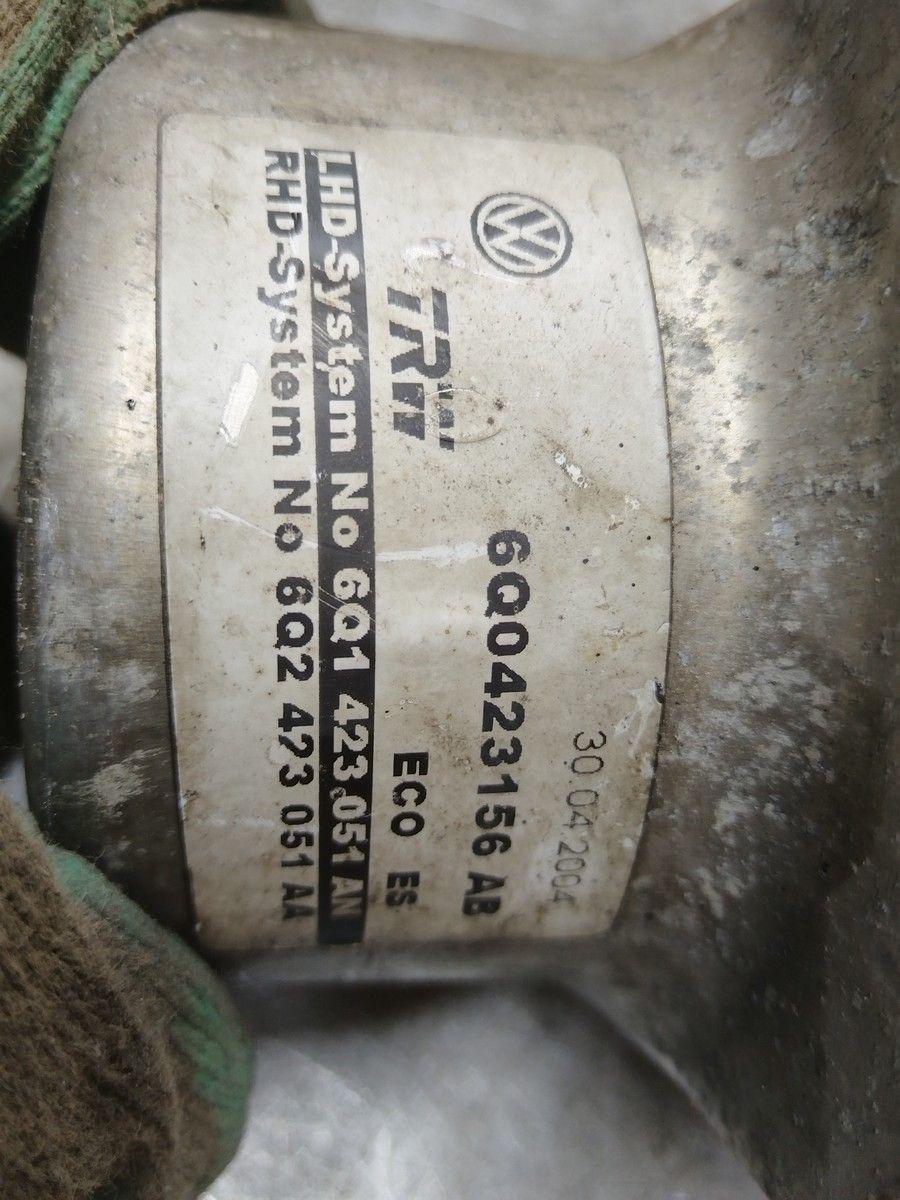 30.04.2004
VW
6Q0423156 AB
TRW
ECO ES
LHD-System No 6Q1 423.051 AN
RHD-System No 6Q2 423 051 AA